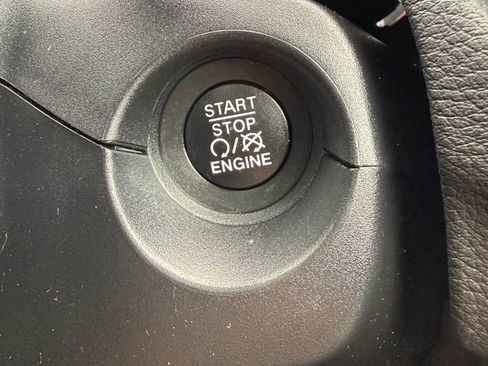 START
STOP
/
ENGINE